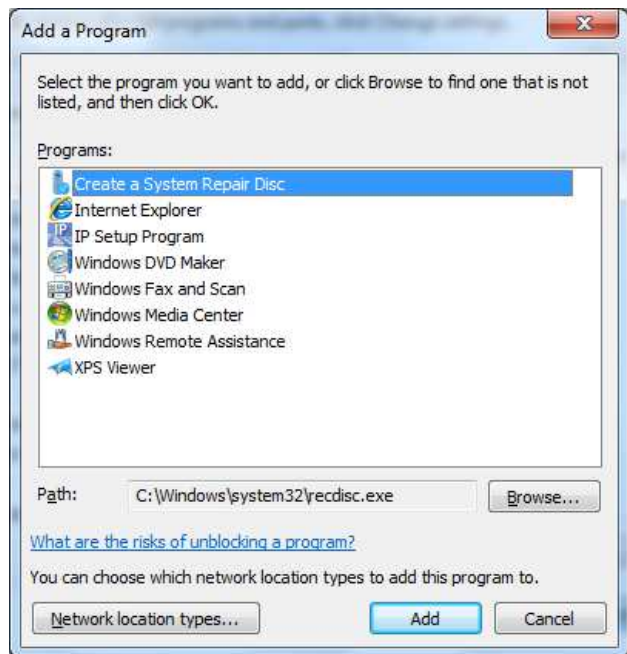 Add a Program
Select the program you want to add, or click Browse to find one that is not
listed, and then click OK.
Programs:
Create a System Repair Disc
Internet Explorer
IP
IP Setup Program
Windows DVD Maker
Windows Fax and Scan
Windows Media Center
Windows Remote Assistance
XPS Viewer
Path: C:\Windows\system32\recdisc.exe Browse...
What are the risks of unblocking a program?
You can choose which network location types to add this program to.
Network location types... Add Cancel